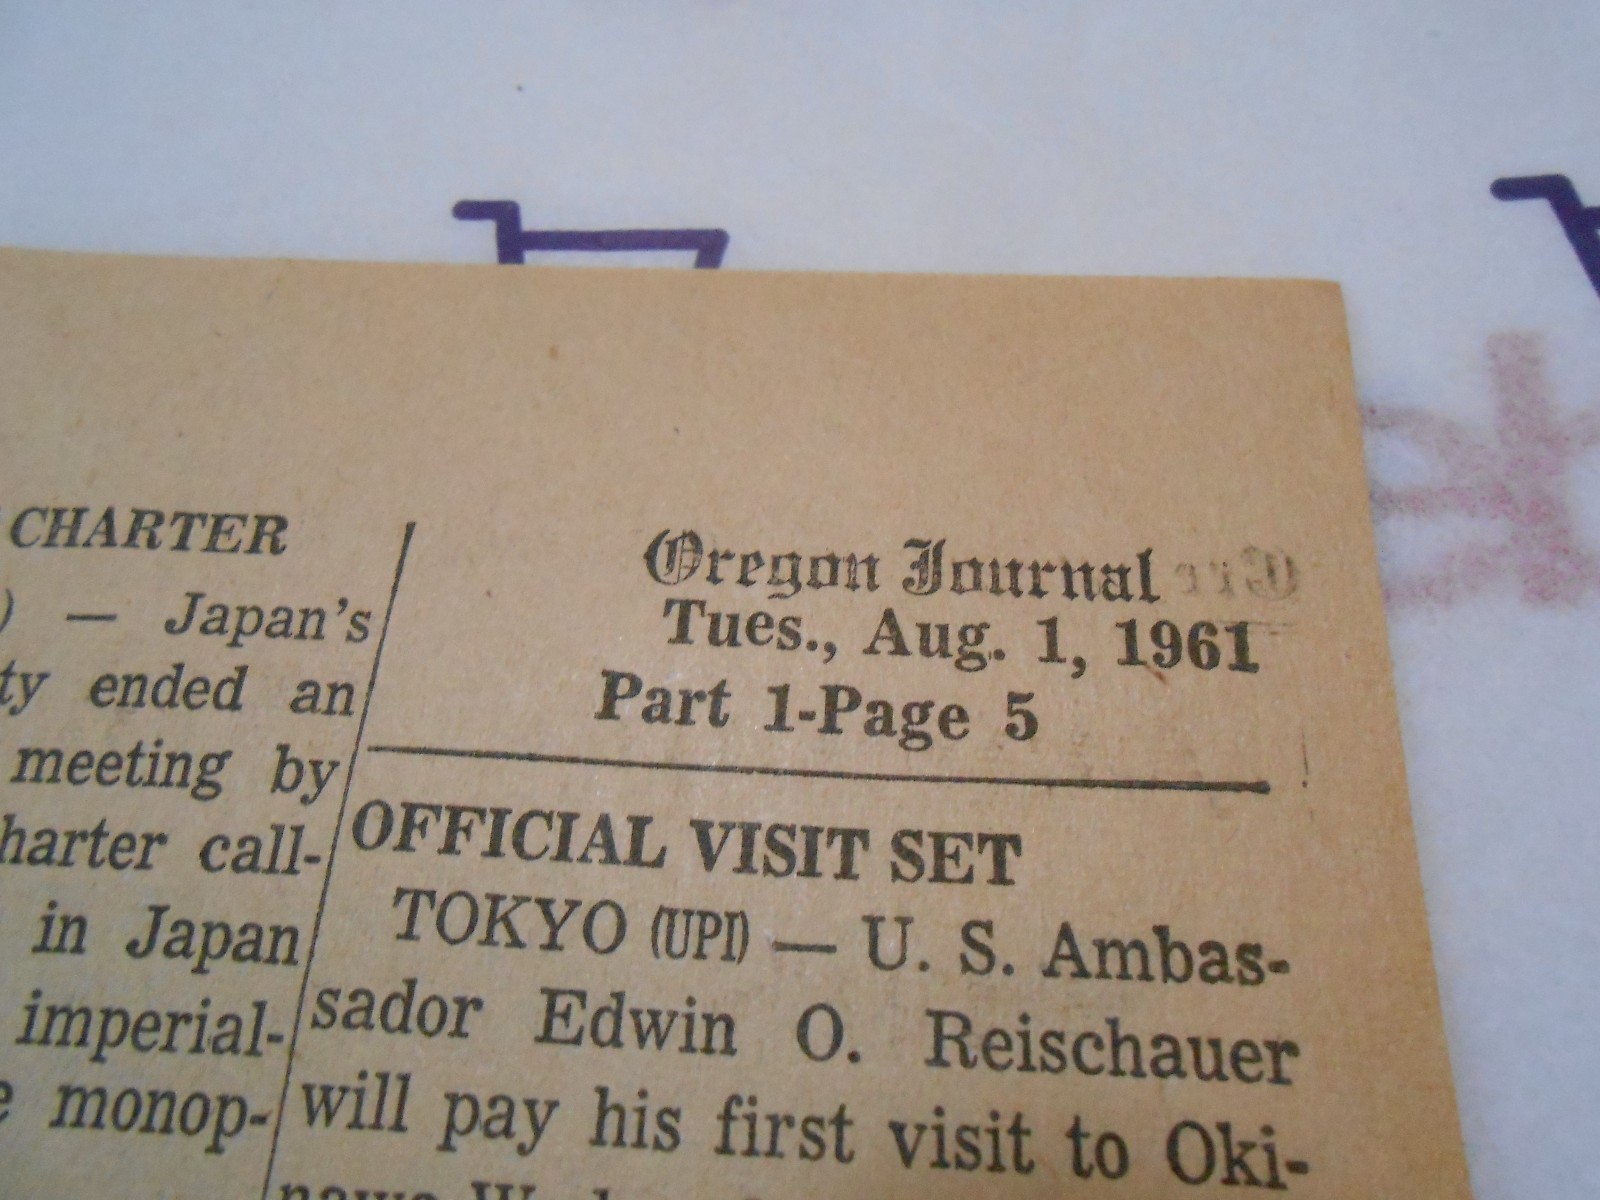 CHARTER
) — Japan's
ty ended an
meeting by
harter call-
in Japan
imperial-
e monop-
Oregon Journal
Tues., Aug. 1, 1961
Part 1-Page 5
OFFICIAL VISIT SET
TOKYO (UPI) — U. S. Ambas-
sador Edwin O. Reischauer
will pay his first visit to Oki-